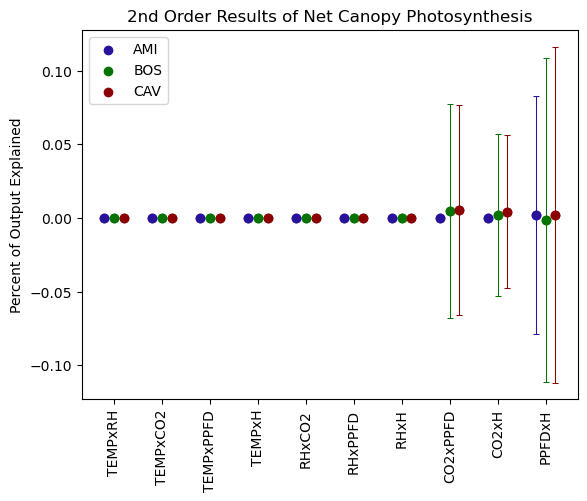 2nd Order Results of Net Canopy Photosynthesis
AMI
BOS
CAV
Percent of Output Explained
0.10
0.05
0.00
−0.05
−0.10
TEMPxRH
TEMPxCO2
TEMPxPPFD
TEMPxH
RHxCO2
RHxPPFD
RHxH
CO2xPPFD
CO2xH
PPFDxH